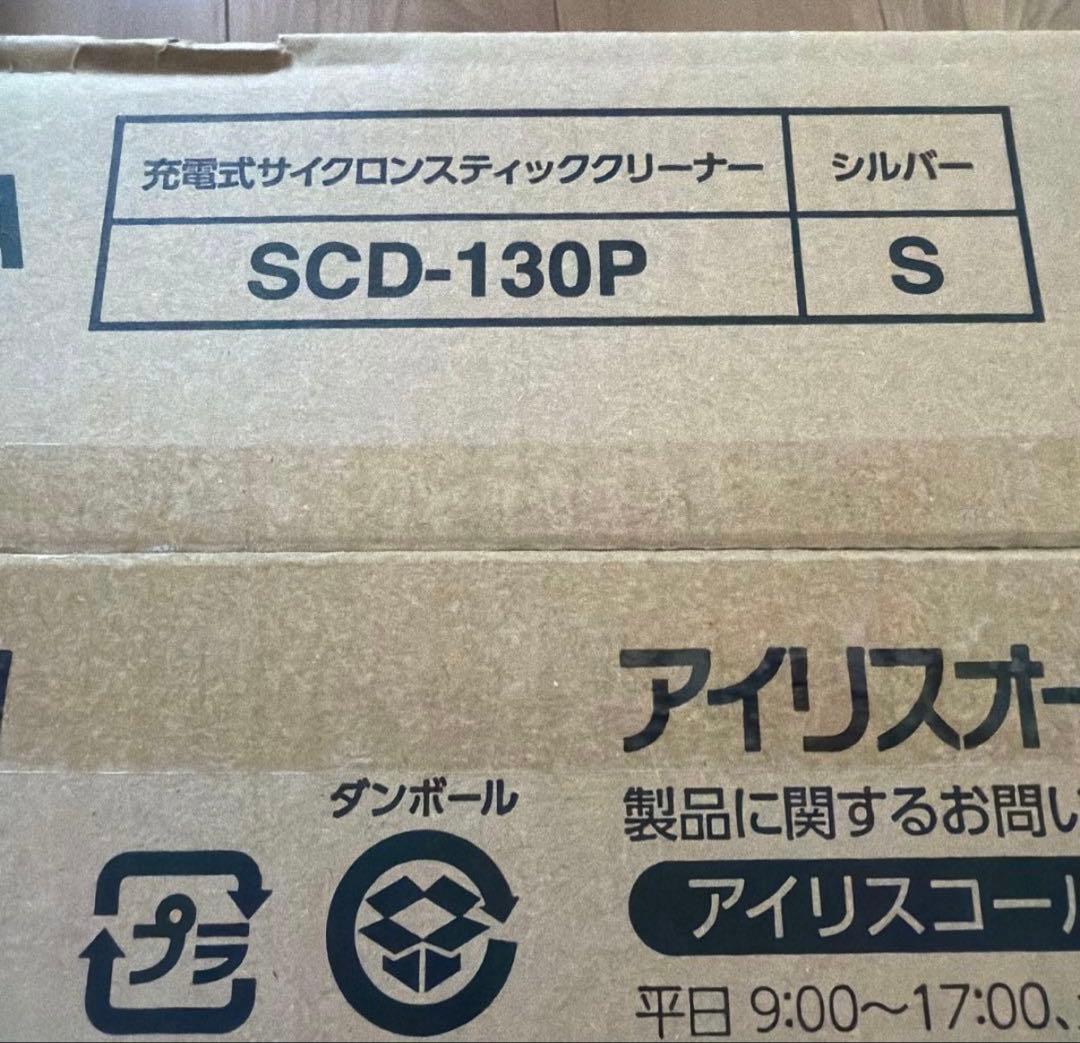 充電式サイクロンスティッククリーナー シルバー
SCD-130P S
アイリスオー
ダンボール
製品に関するお問い
アイリスコール
プラ
平日 9:00～17:00、